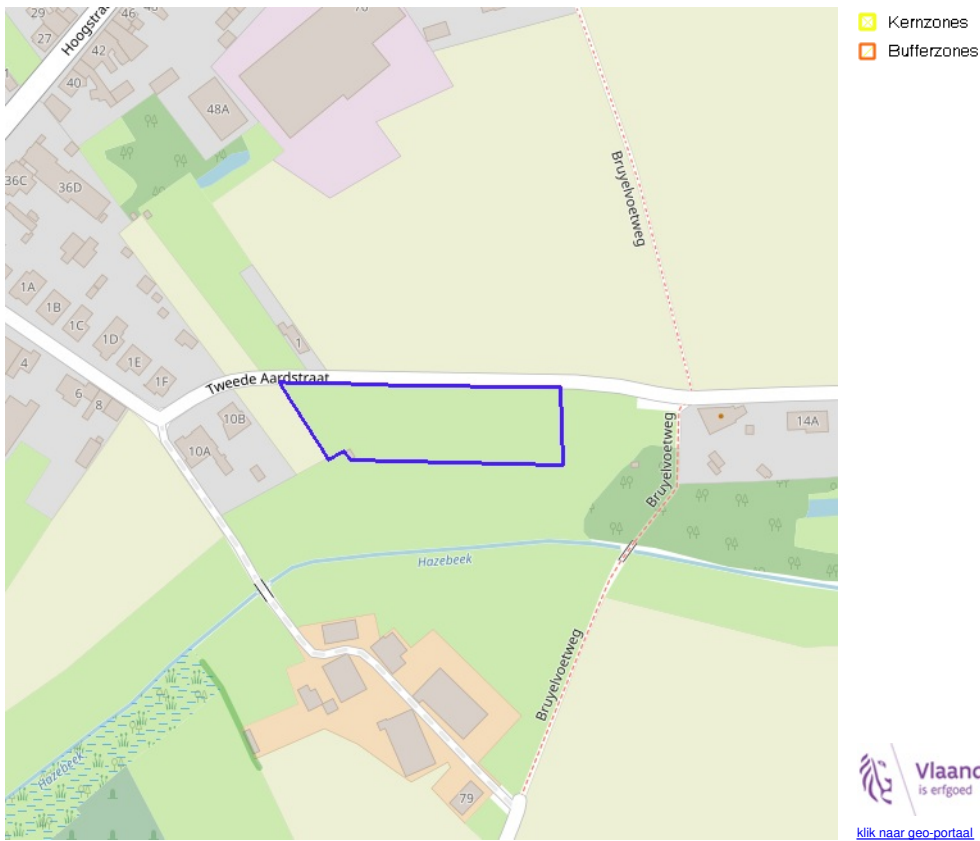 29
27
Hoogstra
46
42
40
70
48A
36C
36D
Kernzones
Bufferzones
Bruyelvoetweg
1A
1B
1C
1D
1E
1F
1
4
6
8
Tweede Aardstraat
10B
10A
14A
Bruyelvoetweg
Hazebeek
Bruyelvoetweg
Hazebeek
79
Vlaand
is erfgoed
klik naar geo-portaal